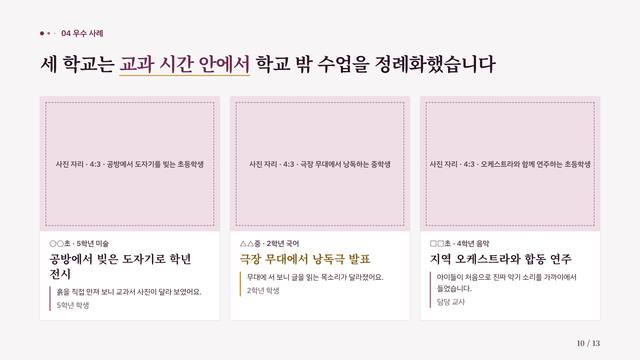 04 우수 사례
세 학교는 교과 시간 안에서 학교 밖 수업을 정례화했습니다
사진 자리 · 4:3 · 공방에서 도자기를 빚는 초등학생
○○초 · 5학년 미술
공방에서 빚은 도자기로 학년
전시
흙을 직접 만져 보니 교과서 사진이 달라 보였어요.
5학년 학생
사진 자리 · 4:3 · 극장 무대에서 낭독하는 중학생
△△중 · 2학년 국어
극장 무대에서 낭독극 발표
무대에 서 보니 글을 읽는 목소리가 달라졌어요.
2학년 학생
사진 자리 · 4:3 · 오케스트라와 함께 연주하는 초등학생
□□초 · 4학년 음악
지역 오케스트라와 합동 연주
아이들이 처음으로 진짜 악기 소리를 가까이에서
들었습니다.
담당 교사
10 / 13